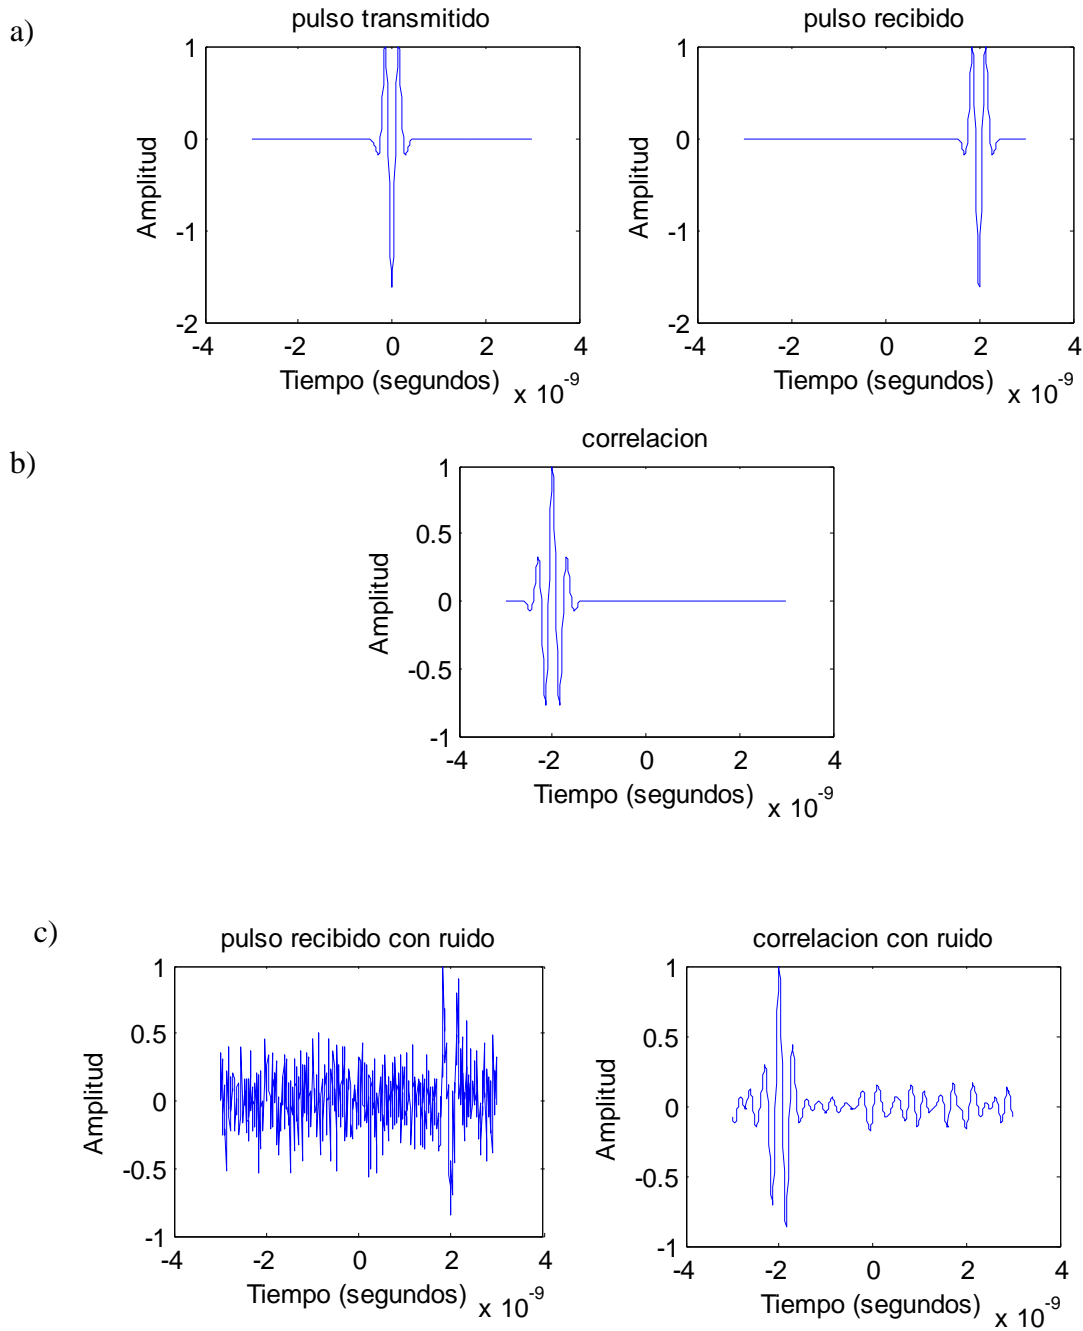 a)
pulso transmitido
1
0
-1
-2
Amplitud
-4 -2 0 2 4
Tiempo (segundos) x 10^-9
pulso recibido
1
0
-1
-2
Amplitud
-4 -2 0 2 4
Tiempo (segundos) x 10^-9
b)
correlacion
1
0.5
0
-0.5
-1
Amplitud
-4 -2 0 2 4
Tiempo (segundos) x 10^-9
c)
pulso recibido con ruido
1
0.5
0
-0.5
-1
Amplitud
-4 -2 0 2 4
Tiempo (segundos) x 10^-9
correlacion con ruido
1
0.5
0
-0.5
-1
Amplitud
-4 -2 0 2 4
Tiempo (segundos) x 10^-9